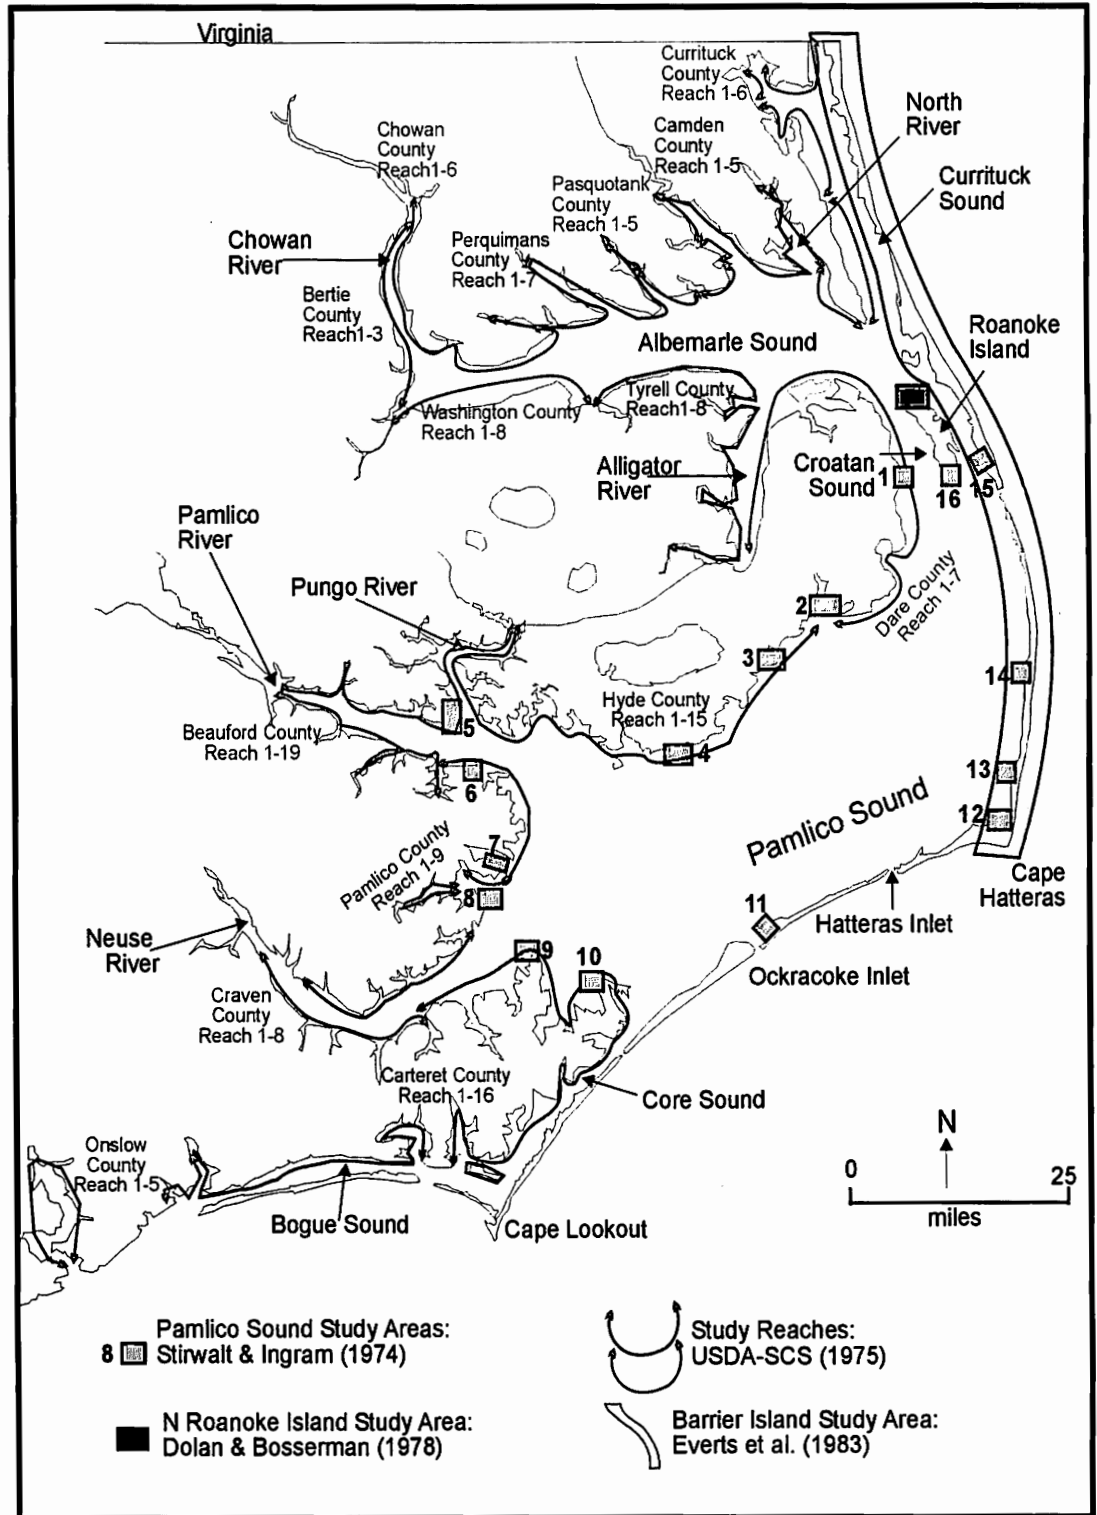 Virginia
Currituck
County
Reach 1-6
North
River
Camden
County
Reach 1-5
Chowan
County
Reach1-6
Currituck
Sound
Pasquotank
County
Reach 1-5
Chowan
River
Perquimans
County
Reach 1-7
Bertie
County
Reach1-3
Roanoke
Island
Albemarle Sound
Tyrell County
Reach1-8
Washington County
Reach 1-8
Alligator
River
Croatan
Sound
1
16
15
Pamlico
River
Pungo River
2
Dare County
Reach 1-7
3
14
Hyde County
Reach 1-15
5
Beauford County
Reach 1-19
4
6
13
12
Pamlico Sound
7
Pamlico County
Reach 1-9
8
Cape
Hatteras
11
Hatteras Inlet
Neuse
River
9
10
Ockracoke Inlet
Craven
County
Reach 1-8
Carteret County
Reach 1-16
Core Sound
N
Onslow
County
Reach 1-5
0
25
miles
Bogue Sound
Cape Lookout
Pamlico Sound Study Areas:
8 Stirwalt & Ingram (1974)
Study Reaches:
USDA-SCS (1975)
N Roanoke Island Study Area:
Dolan & Bosserman (1978)
Barrier Island Study Area:
Everts et al. (1983)